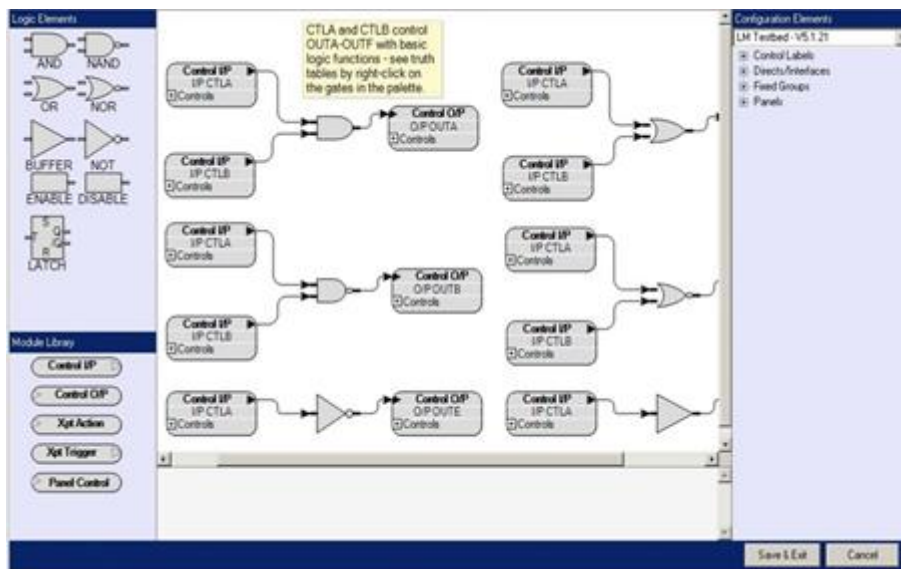 Logic Elements
AND
NAND
OR
NOR
BUFFER
NOT
ENABLE
DISABLE
S
T
Q
Q
R
LATCH
Module Library
Control I/P
Control O/P
Xpt Action
Xpt Trigger
Panel Control
CTLA and CTLB control
OUTA-OUTF with basic
logic functions - see truth
tables by right-click on
the gates in the palette.
Control I/P
I/P CTLA
Controls
Control I/P
I/P CTLB
Controls
Control O/P
O/P OUTA
Controls
Control I/P
I/P CTLA
Controls
Control I/P
I/P CTLB
Controls
Control I/P
I/P CTLA
Controls
Control I/P
I/P CTLB
Controls
Control O/P
O/P OUTB
Controls
Control I/P
I/P CTLA
Controls
Control I/P
I/P CTLB
Controls
Control I/P
I/P CTLA
Controls
Control O/P
O/P OUTE
Controls
Control I/P
I/P CTLA
Controls
Configuration Elements
LM Testbed - V5.1.21
Control Labels
Directs/Interfaces
Fixed Groups
Panels
Save & Exit
Cancel